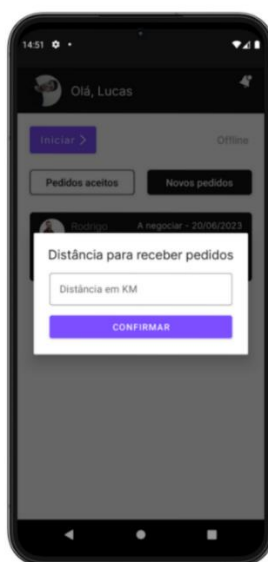 14:51
Olá, Lucas
Iniciar >
Offline
Pedidos aceitos
Novos pedidos
Rodrigo
A negociar - 20/06/2023
Distância para receber pedidos
Distância em KM
CONFIRMAR